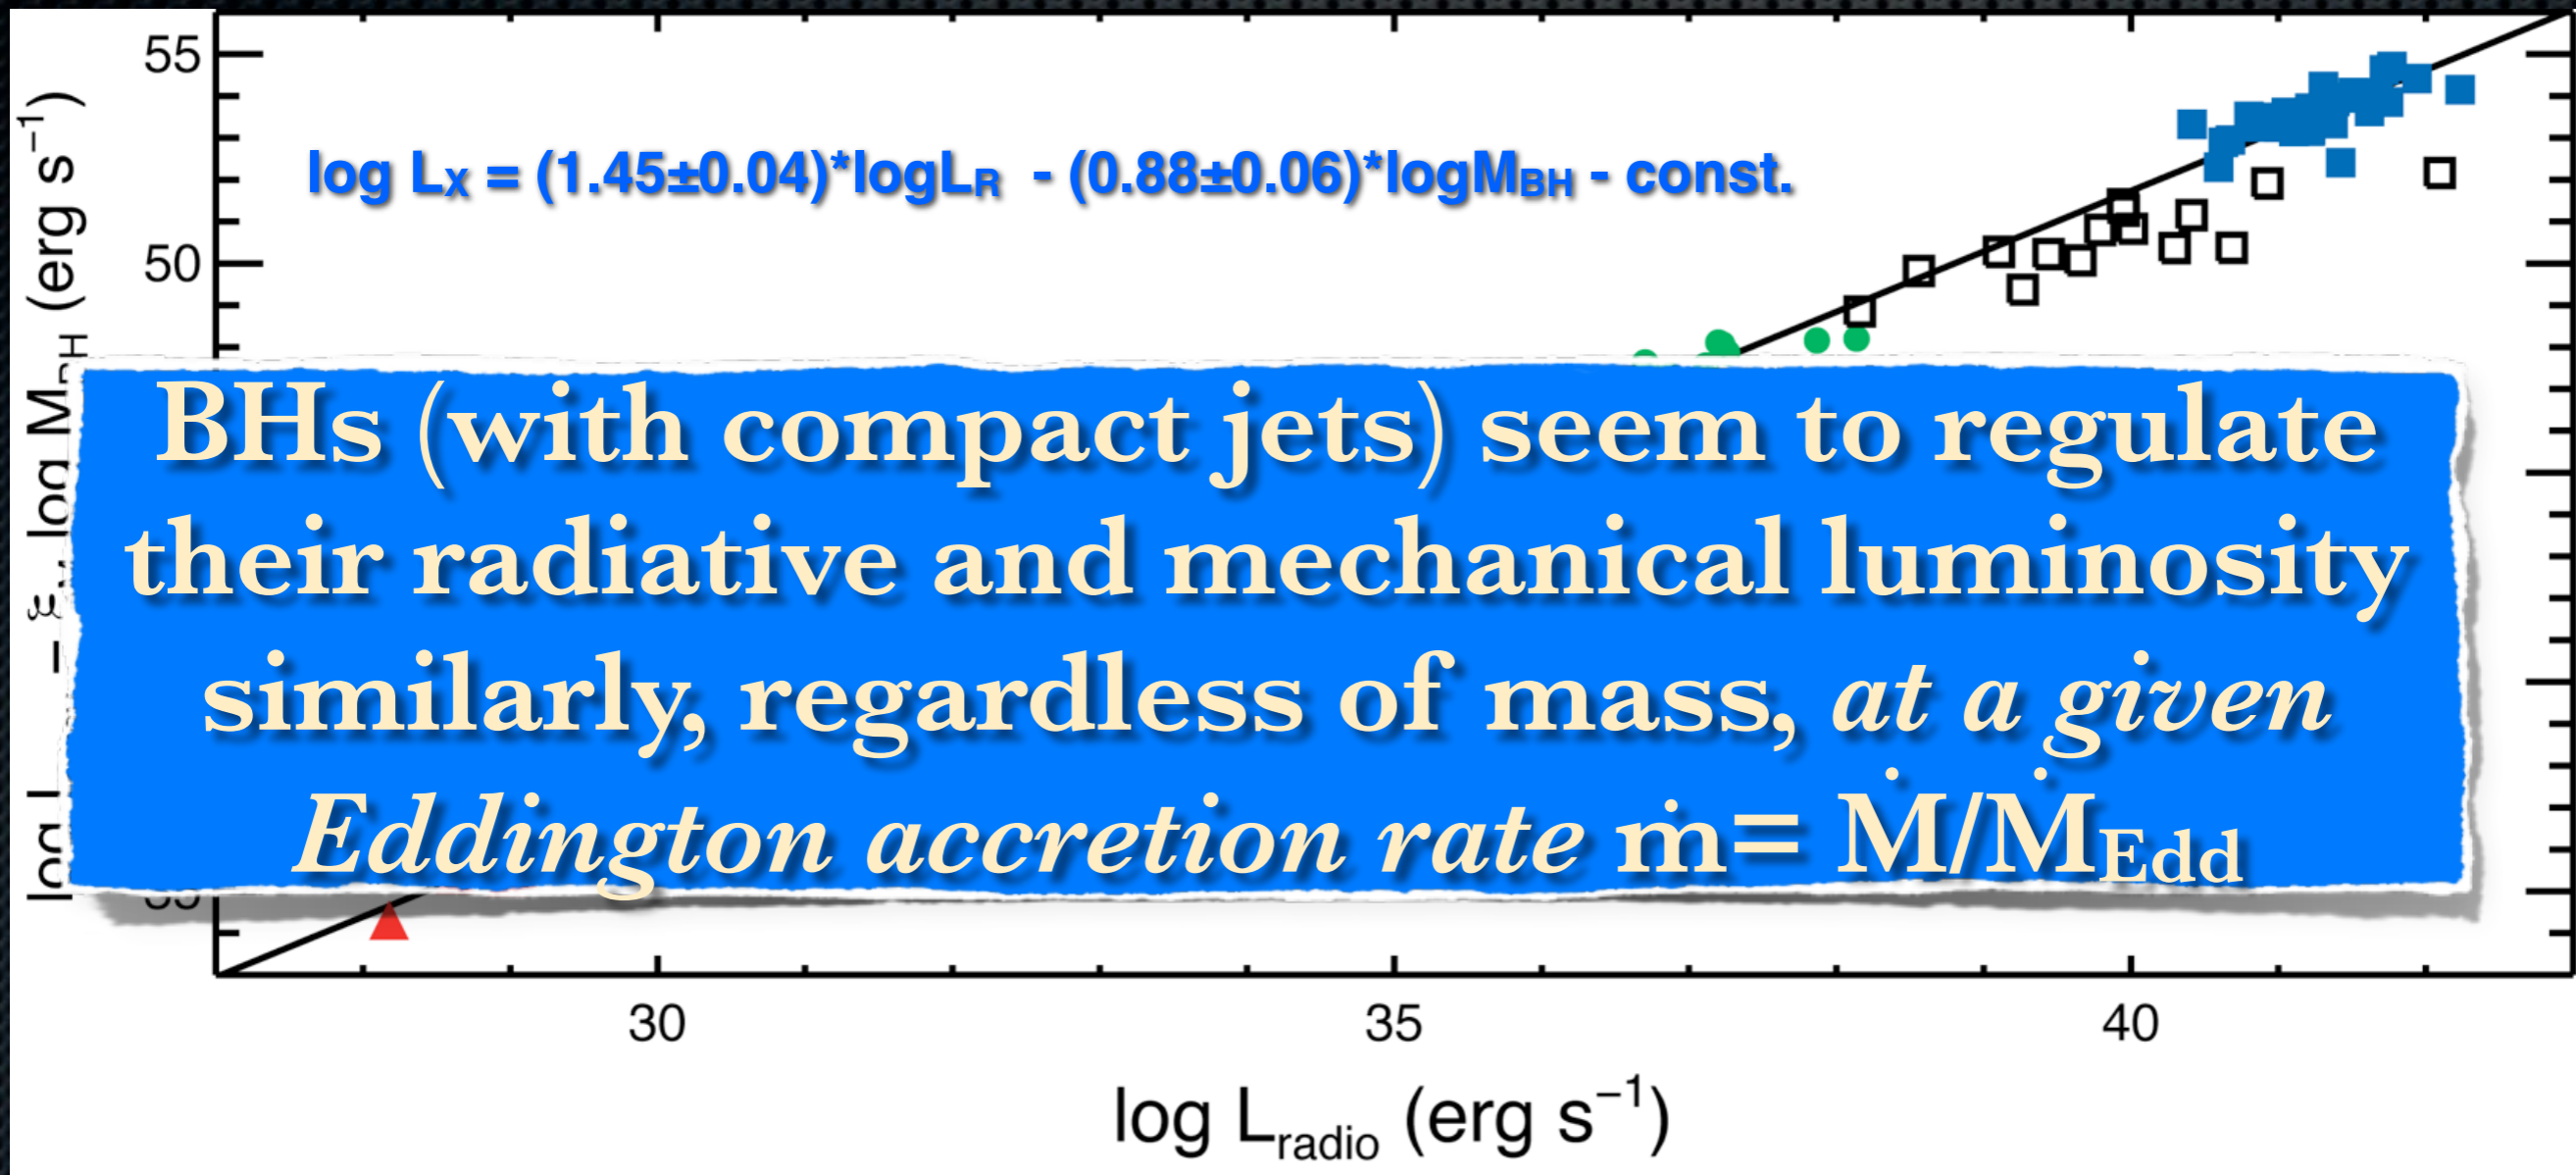 55
log Lx = (1.45±0.04)*logLR - (0.88±0.06)*logMBH - const.
50
(erg s⁻¹)
BHs (with compact jets) seem to regulate
their radiative and mechanical luminosity
similarly, regardless of mass, at a given
Eddington accretion rate ṁ= Ṁ/ṀEdd
30 35 40
log Lradio (erg s⁻¹)